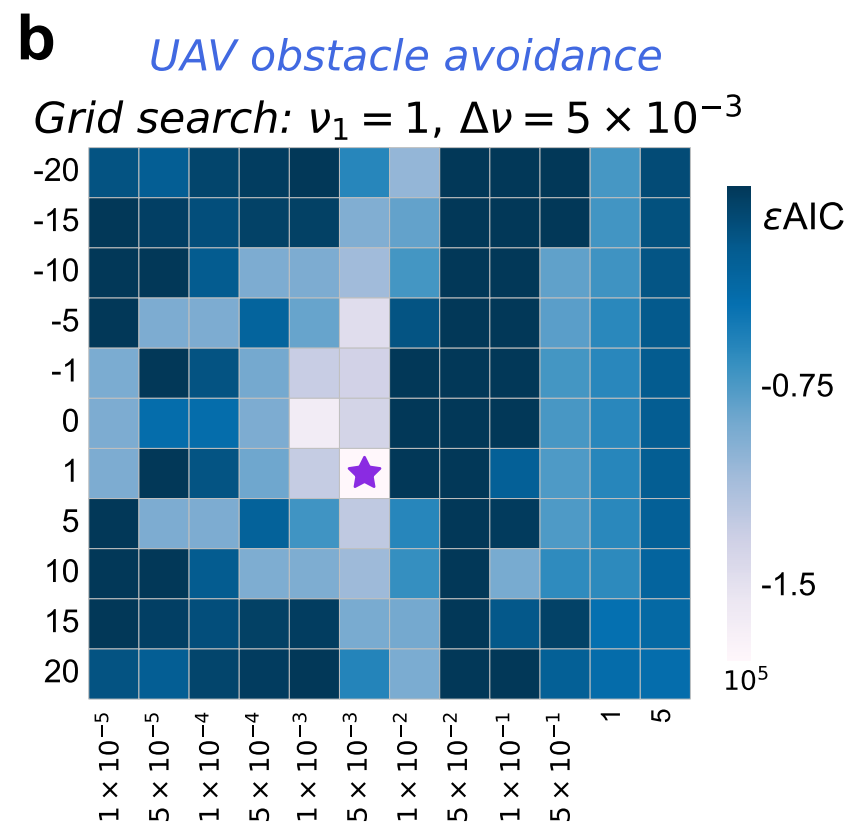 b
UAV obstacle avoidance
Grid search: ν₁ = 1, Δν = 5 × 10⁻³
-20
-15
-10
-5
-1
0
1
5
10
15
20
εAIC
-0.75
-1.5
10⁵
1 × 10⁻⁵
5 × 10⁻⁵
1 × 10⁻⁴
5 × 10⁻⁴
1 × 10⁻³
5 × 10⁻³
1 × 10⁻²
5 × 10⁻²
1 × 10⁻¹
5 × 10⁻¹
1
5